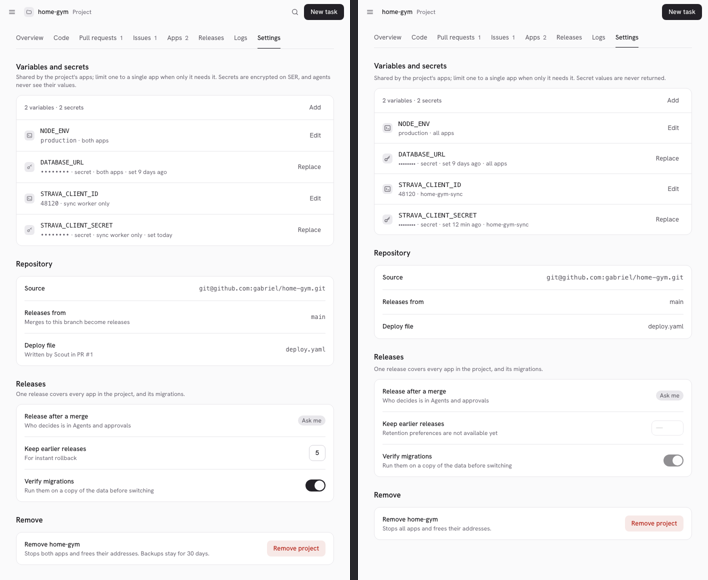 home-gym Project
New task
Overview Code Pull requests 1 Issues 1 Apps 2 Releases Logs Settings
Variables and secrets
Shared by the project's apps; limit one to a single app when only it needs it. Secrets are encrypted on SER, and agents
never see their values.
2 variables · 2 secrets Add
NODE_ENV
production · both apps
Edit
DATABASE_URL
•••••••• · secret · both apps · set 9 days ago
Replace
STRAVA_CLIENT_ID
48120 · sync worker only
Edit
STRAVA_CLIENT_SECRET
•••••••• · secret · sync worker only · set today
Replace
Repository
Source git@github.com:gabriel/home-gym.git
Releases from
Merges to this branch become releases
main
Deploy file
Written by Scout in PR #1
deploy.yaml
Releases
One release covers every app in the project, and its migrations.
Release after a merge
Who decides is in Agents and approvals
Ask me
Keep earlier releases
For instant rollback
5
Verify migrations
Run them on a copy of the data before switching
Remove
Remove home-gym
Stops both apps and frees their addresses. Backups stay for 30 days.
Remove project
home-gym Project
New task
Overview Code Pull requests 1 Issues 1 Apps 2 Releases Logs Settings
Variables and secrets
Shared by the project's apps; limit one to a single app when only it needs it. Secret values are never returned.
2 variables · 2 secrets Add
NODE_ENV
production · all apps
Edit
DATABASE_URL
•••••••• · secret · set 9 days ago · all apps
Replace
STRAVA_CLIENT_ID
48120 · home-gym-sync
Edit
STRAVA_CLIENT_SECRET
•••••••• · secret · set 12 min ago · home-gym-sync
Replace
Repository
Source git@github.com:gabriel/home-gym.git
Releases from main
Deploy file deploy.yaml
Releases
One release covers every app in the project, and its migrations.
Release after a merge
Who decides is in Agents and approvals
Ask me
Keep earlier releases
Retention preferences are not available yet
—
Verify migrations
Run them on a copy of the data before switching
Remove
Remove home-gym
Stops all apps and frees their addresses.
Remove project